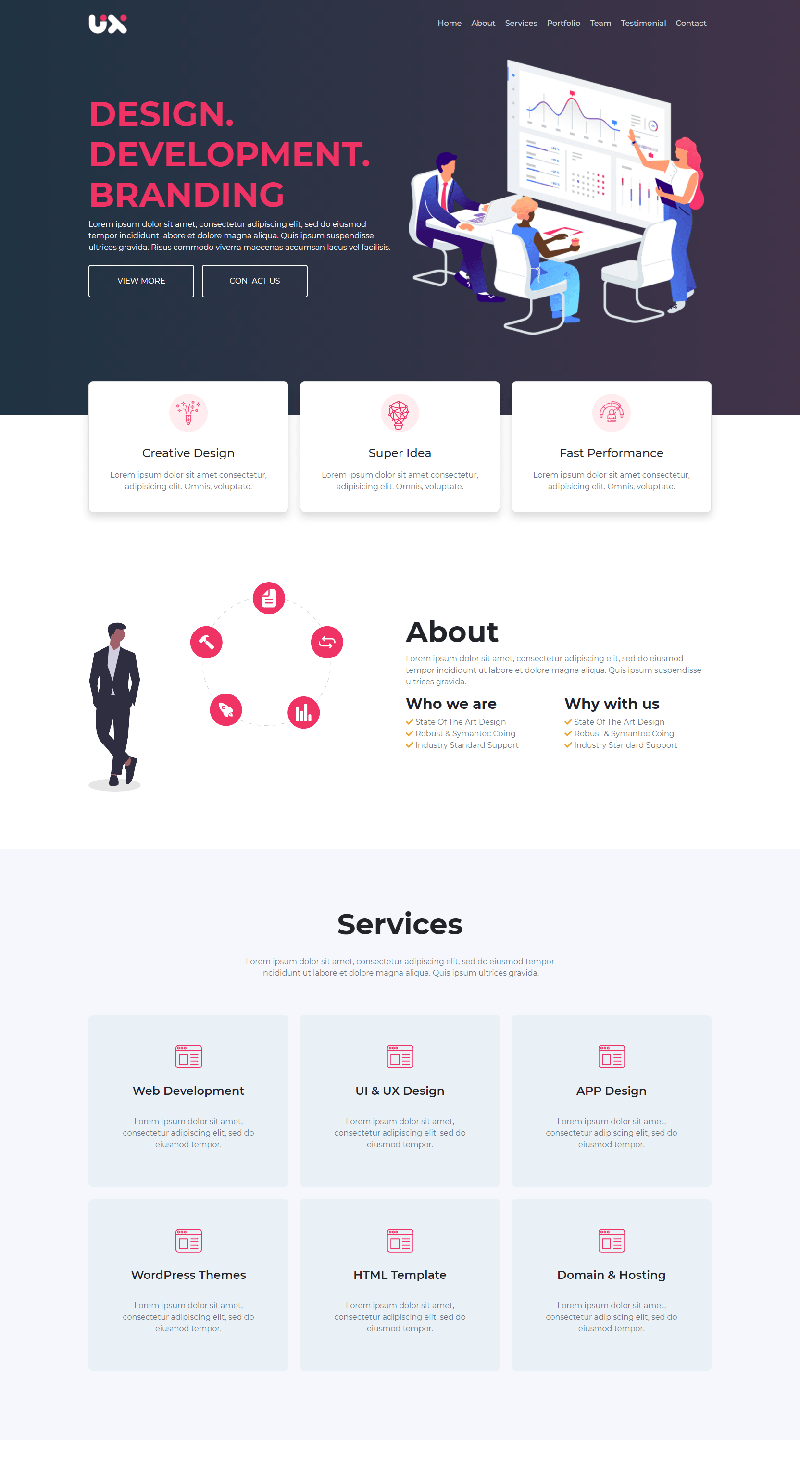 UX
Home About Services Portfolio Team Testimonial Contact
DESIGN.
DEVELOPMENT.
BRANDING
Lorem ipsum dolor sit amet, consectetur adipiscing elit, sed do eiusmod
tempor incididunt labore et dolore magna aliqua. Quis ipsum suspendisse
ultrices gravida. Risus commodo viverra maecenas accumsan lacus vel facilisis.
VIEW MORE CONTACT US
Creative Design
Lorem ipsum dolor sit amet consectetur,
adipisicing elit. Omnis, voluptate.
Super Idea
Lorem ipsum dolor sit amet consectetur,
adipisicing elit. Omnis, voluptate.
Fast Performance
Lorem ipsum dolor sit amet consectetur,
adipisicing elit. Omnis, voluptate.
About
Lorem ipsum dolor sit amet, consectetur adipiscing elit, sed do eiusmod
tempor incididunt ut labore et dolore magna aliqua. Quis ipsum suspendisse
ultrices gravida.
Who we are
State Of The Art Design
Robust & Symantec Coing
Industry Standard Support
Why with us
State Of The Art Design
Robust & Symantec Coing
Industry Standard Support
Services
Lorem ipsum dolor sit amet, consectetur adipiscing elit, sed do eiusmod tempor
ncididunt ut labore et dolore magna aliqua. Quis ipsum ultrices gravida.
Web Development
Lorem ipsum dolor sit amet,
consectetur adipiscing elit, sed do
eiusmod tempor.
UI & UX Design
Lorem ipsum dolor sit amet,
consectetur adipiscing elit, sed do
eiusmod tempor.
APP Design
Lorem ipsum dolor sit amet,
consectetur adipiscing elit, sed do
eiusmod tempor.
WordPress Themes
Lorem ipsum dolor sit amet,
consectetur adipiscing elit, sed do
eiusmod tempor.
HTML Template
Lorem ipsum dolor sit amet,
consectetur adipiscing elit, sed do
eiusmod tempor.
Domain & Hosting
Lorem ipsum dolor sit amet,
consectetur adipiscing elit, sed do
eiusmod tempor.